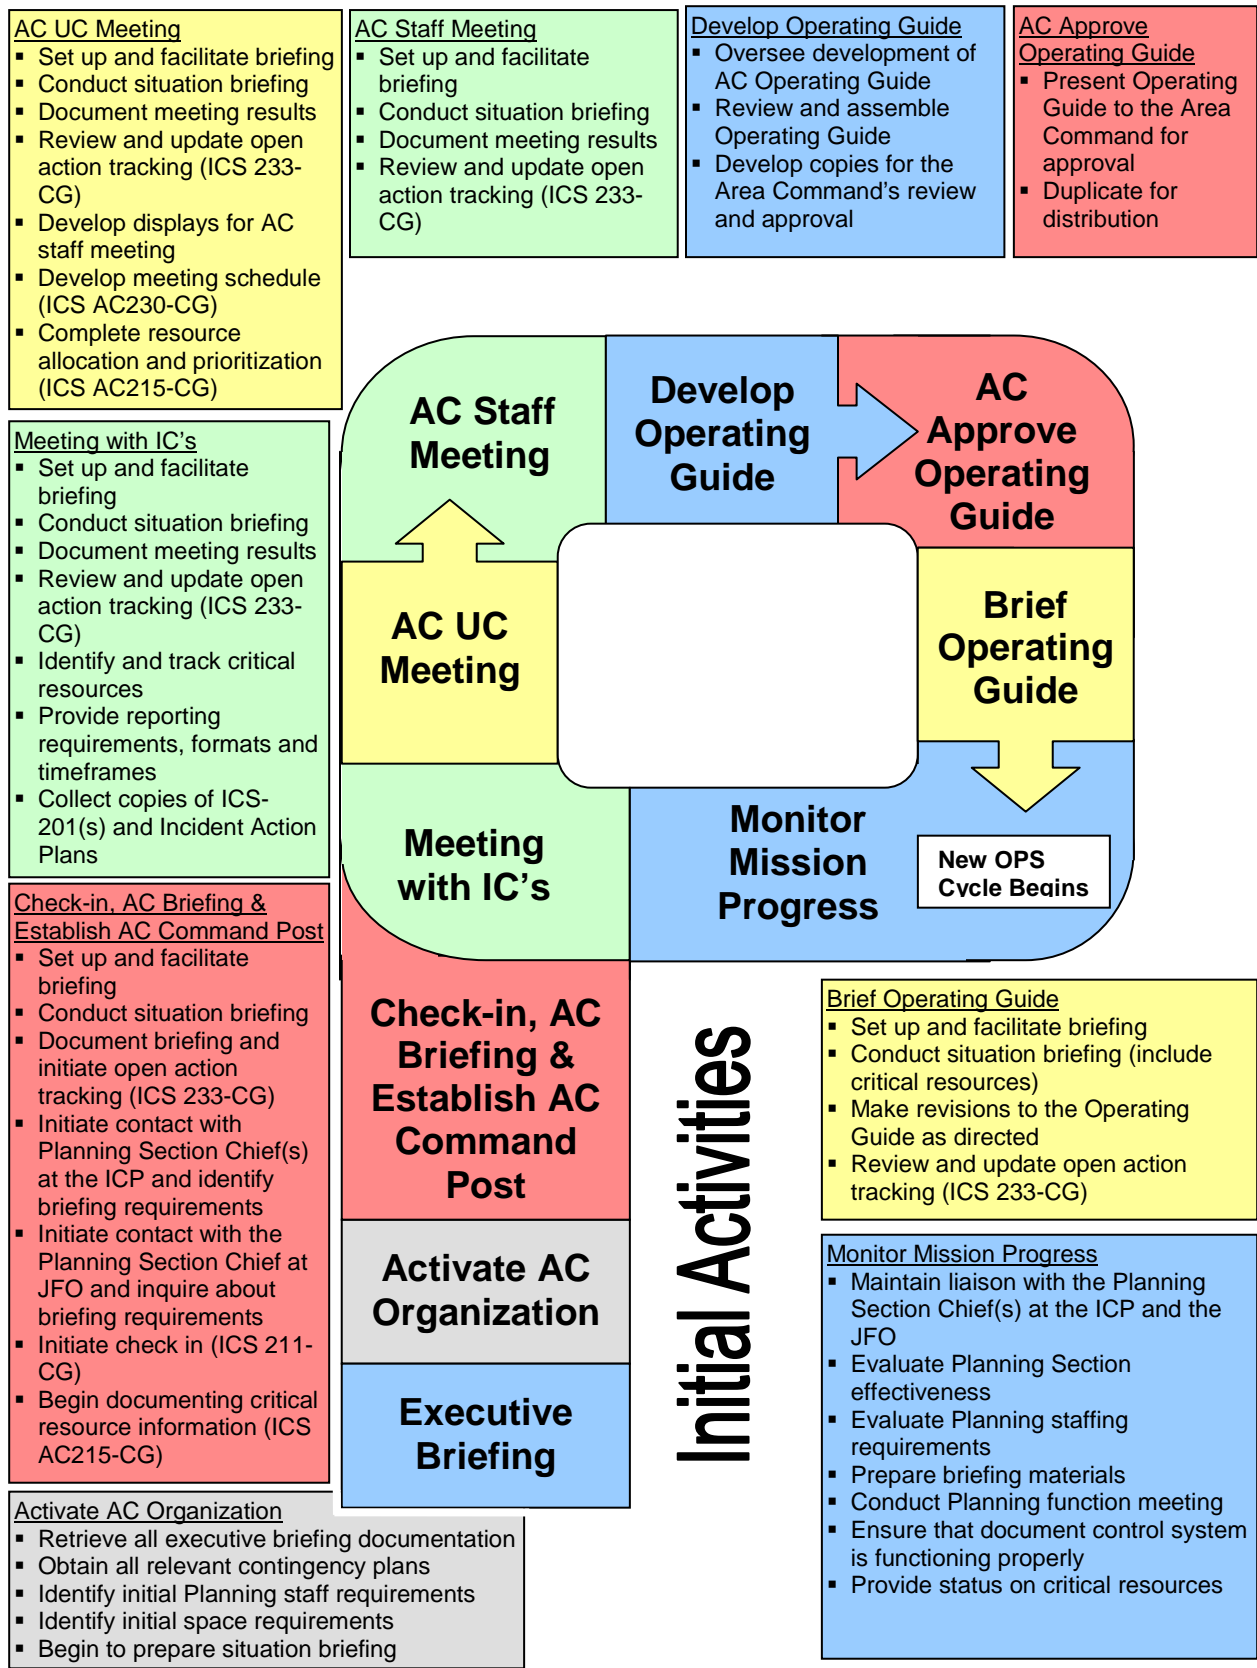 AC UC Meeting
▪ Set up and facilitate briefing
▪ Conduct situation briefing
▪ Document meeting results
▪ Review and update open
action tracking (ICS 233-
CG)
▪ Develop displays for AC
staff meeting
▪ Develop meeting schedule
(ICS AC230-CG)
▪ Complete resource
allocation and prioritization
(ICS AC215-CG)
AC Staff Meeting
▪ Set up and facilitate
briefing
▪ Conduct situation briefing
▪ Document meeting results
▪ Review and update open
action tracking (ICS 233-
CG)
Develop Operating Guide
▪ Oversee development of
AC Operating Guide
▪ Review and assemble
Operating Guide
▪ Develop copies for the
Area Command's review
and approval
AC Approve
Operating Guide
▪ Present Operating
Guide to the Area
Command for
approval
▪ Duplicate for
distribution
Meeting with IC's
▪ Set up and facilitate
briefing
▪ Conduct situation briefing
▪ Document meeting results
▪ Review and update open
action tracking (ICS 233-
CG)
▪ Identify and track critical
resources
▪ Provide reporting
requirements, formats and
timeframes
▪ Collect copies of ICS-
201(s) and Incident Action
Plans
Check-in, AC Briefing &
Establish AC Command Post
▪ Set up and facilitate
briefing
▪ Conduct situation briefing
▪ Document briefing and
initiate open action
tracking (ICS 233-CG)
▪ Initiate contact with
Planning Section Chief(s)
at the ICP and identify
briefing requirements
▪ Initiate contact with the
Planning Section Chief at
JFO and inquire about
briefing requirements
▪ Initiate check in (ICS 211-
CG)
▪ Begin documenting critical
resource information (ICS
AC215-CG)
Activate AC Organization
▪ Retrieve all executive briefing documentation
▪ Obtain all relevant contingency plans
▪ Identify initial Planning staff requirements
▪ Identify initial space requirements
▪ Begin to prepare situation briefing
AC Staff
Meeting
Develop
Operating
Guide
AC
Approve
Operating
Guide
AC UC
Meeting
Brief
Operating
Guide
Meeting
with IC's
Monitor
Mission
Progress
New OPS
Cycle Begins
Check-in, AC
Briefing &
Establish AC
Command
Post
Activate AC
Organization
Executive
Briefing
Initial Activities
Brief Operating Guide
▪ Set up and facilitate briefing
▪ Conduct situation briefing (include
critical resources)
▪ Make revisions to the Operating
Guide as directed
▪ Review and update open action
tracking (ICS 233-CG)
Monitor Mission Progress
▪ Maintain liaison with the Planning
Section Chief(s) at the ICP and the
JFO
▪ Evaluate Planning Section
effectiveness
▪ Evaluate Planning staffing
requirements
▪ Prepare briefing materials
▪ Conduct Planning function meeting
▪ Ensure that document control system
is functioning properly
▪ Provide status on critical resources